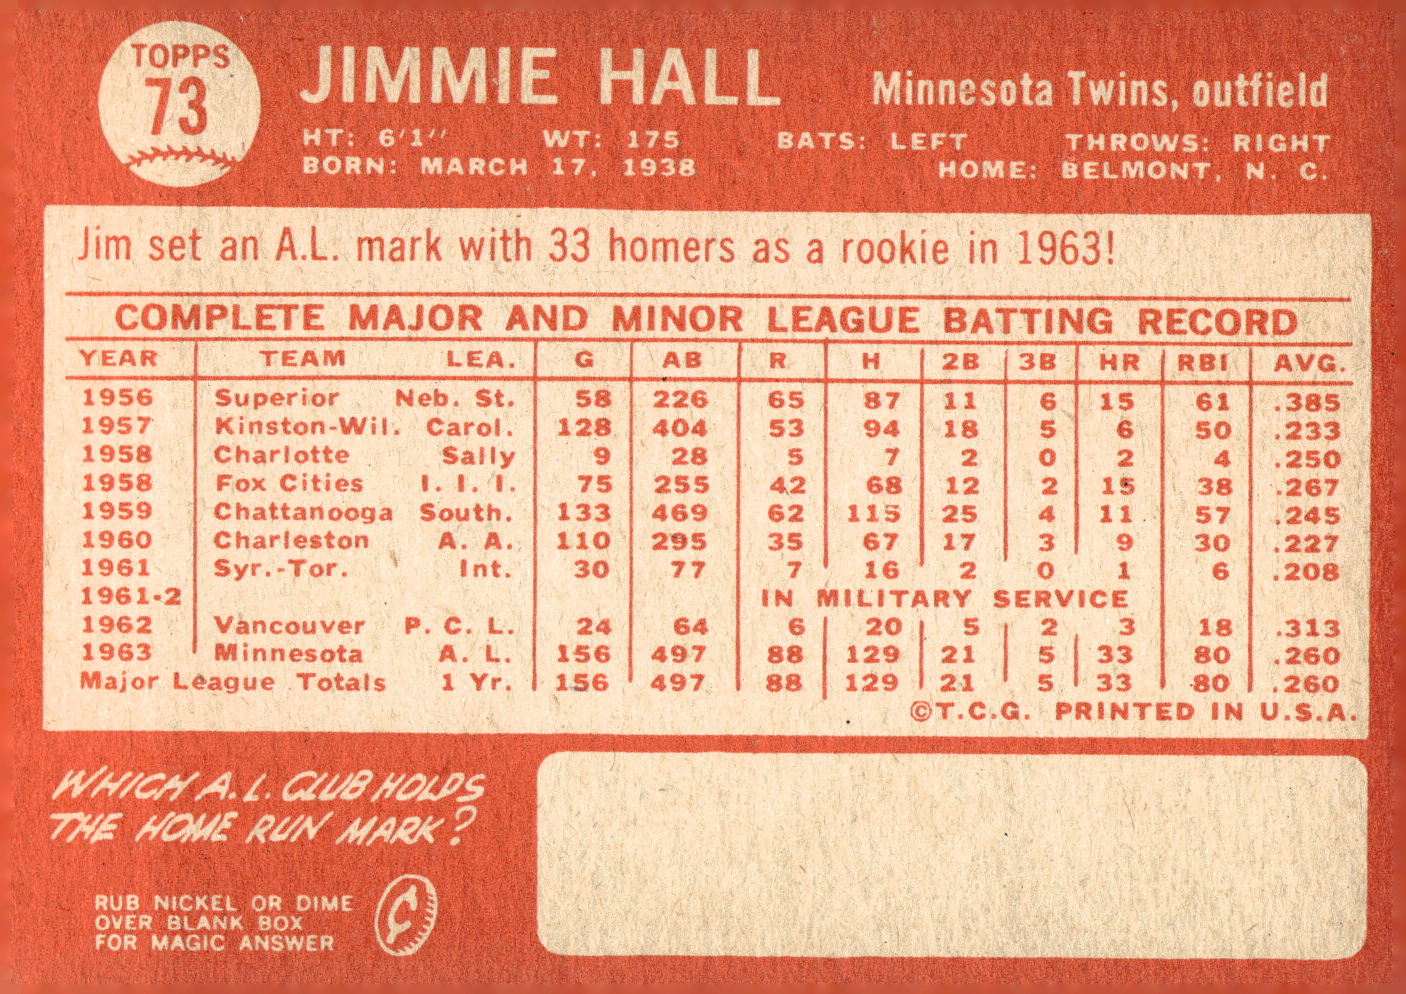 TOPPS
73
JIMMIE HALL Minnesota Twins, outfield
HT: 6'1" WT: 175 BATS: LEFT THROWS: RIGHT
BORN: MARCH 17, 1938 HOME: BELMONT, N. C.
Jim set an A.L. mark with 33 homers as a rookie in 1963!
COMPLETE MAJOR AND MINOR LEAGUE BATTING RECORD
YEAR TEAM LEA. G AB R H 2B 3B HR RBI AVG.
1956 Superior Neb. St. 58 226 65 87 11 6 15 61 .385
1957 Kinston-Wil. Carol. 128 404 53 94 18 5 6 50 .233
1958 Charlotte Sally 9 28 5 7 2 0 2 4 .250
1958 Fox Cities I. I. I. 75 255 42 68 12 2 15 38 .267
1959 Chattanooga South. 133 469 62 115 25 4 11 57 .245
1960 Charleston A. A. 110 295 35 67 17 3 9 30 .227
1961 Syr.-Tor. Int. 30 77 7 16 2 0 1 6 .208
1961-2 IN MILITARY SERVICE
1962 Vancouver P. C. L. 24 64 6 20 5 2 3 18 .313
1963 Minnesota A. L. 156 497 88 129 21 5 33 80 .260
Major League Totals 1 Yr. 156 497 88 129 21 5 33 80 .260
©T.C.G. PRINTED IN U.S.A.
WHICH A.L. CLUB HOLDS
THE HOME RUN MARK?
RUB NICKEL OR DIME
OVER BLANK BOX
FOR MAGIC ANSWER
¢